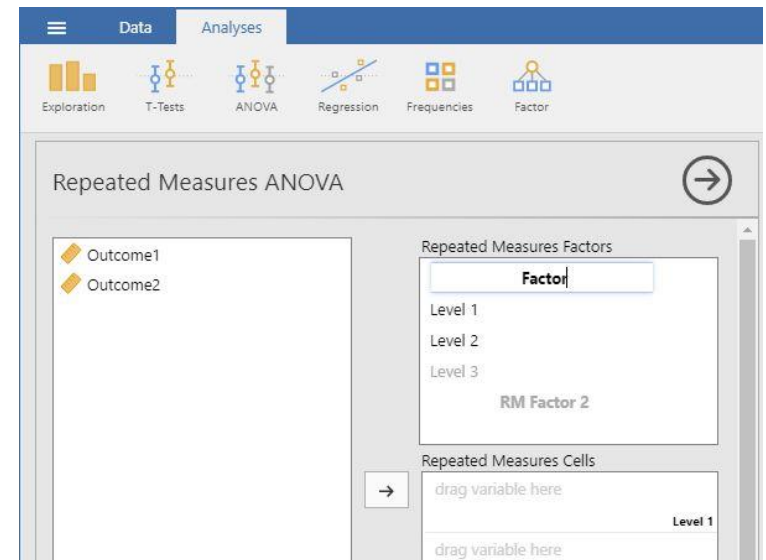 Data Analyses
Exploration T-Tests ANOVA Regression Frequencies Factor
Repeated Measures ANOVA
Outcome1
Outcome2
Repeated Measures Factors
Factor
Level 1
Level 2
Level 3
RM Factor 2
Repeated Measures Cells
drag variable here
Level 1
drag variable here